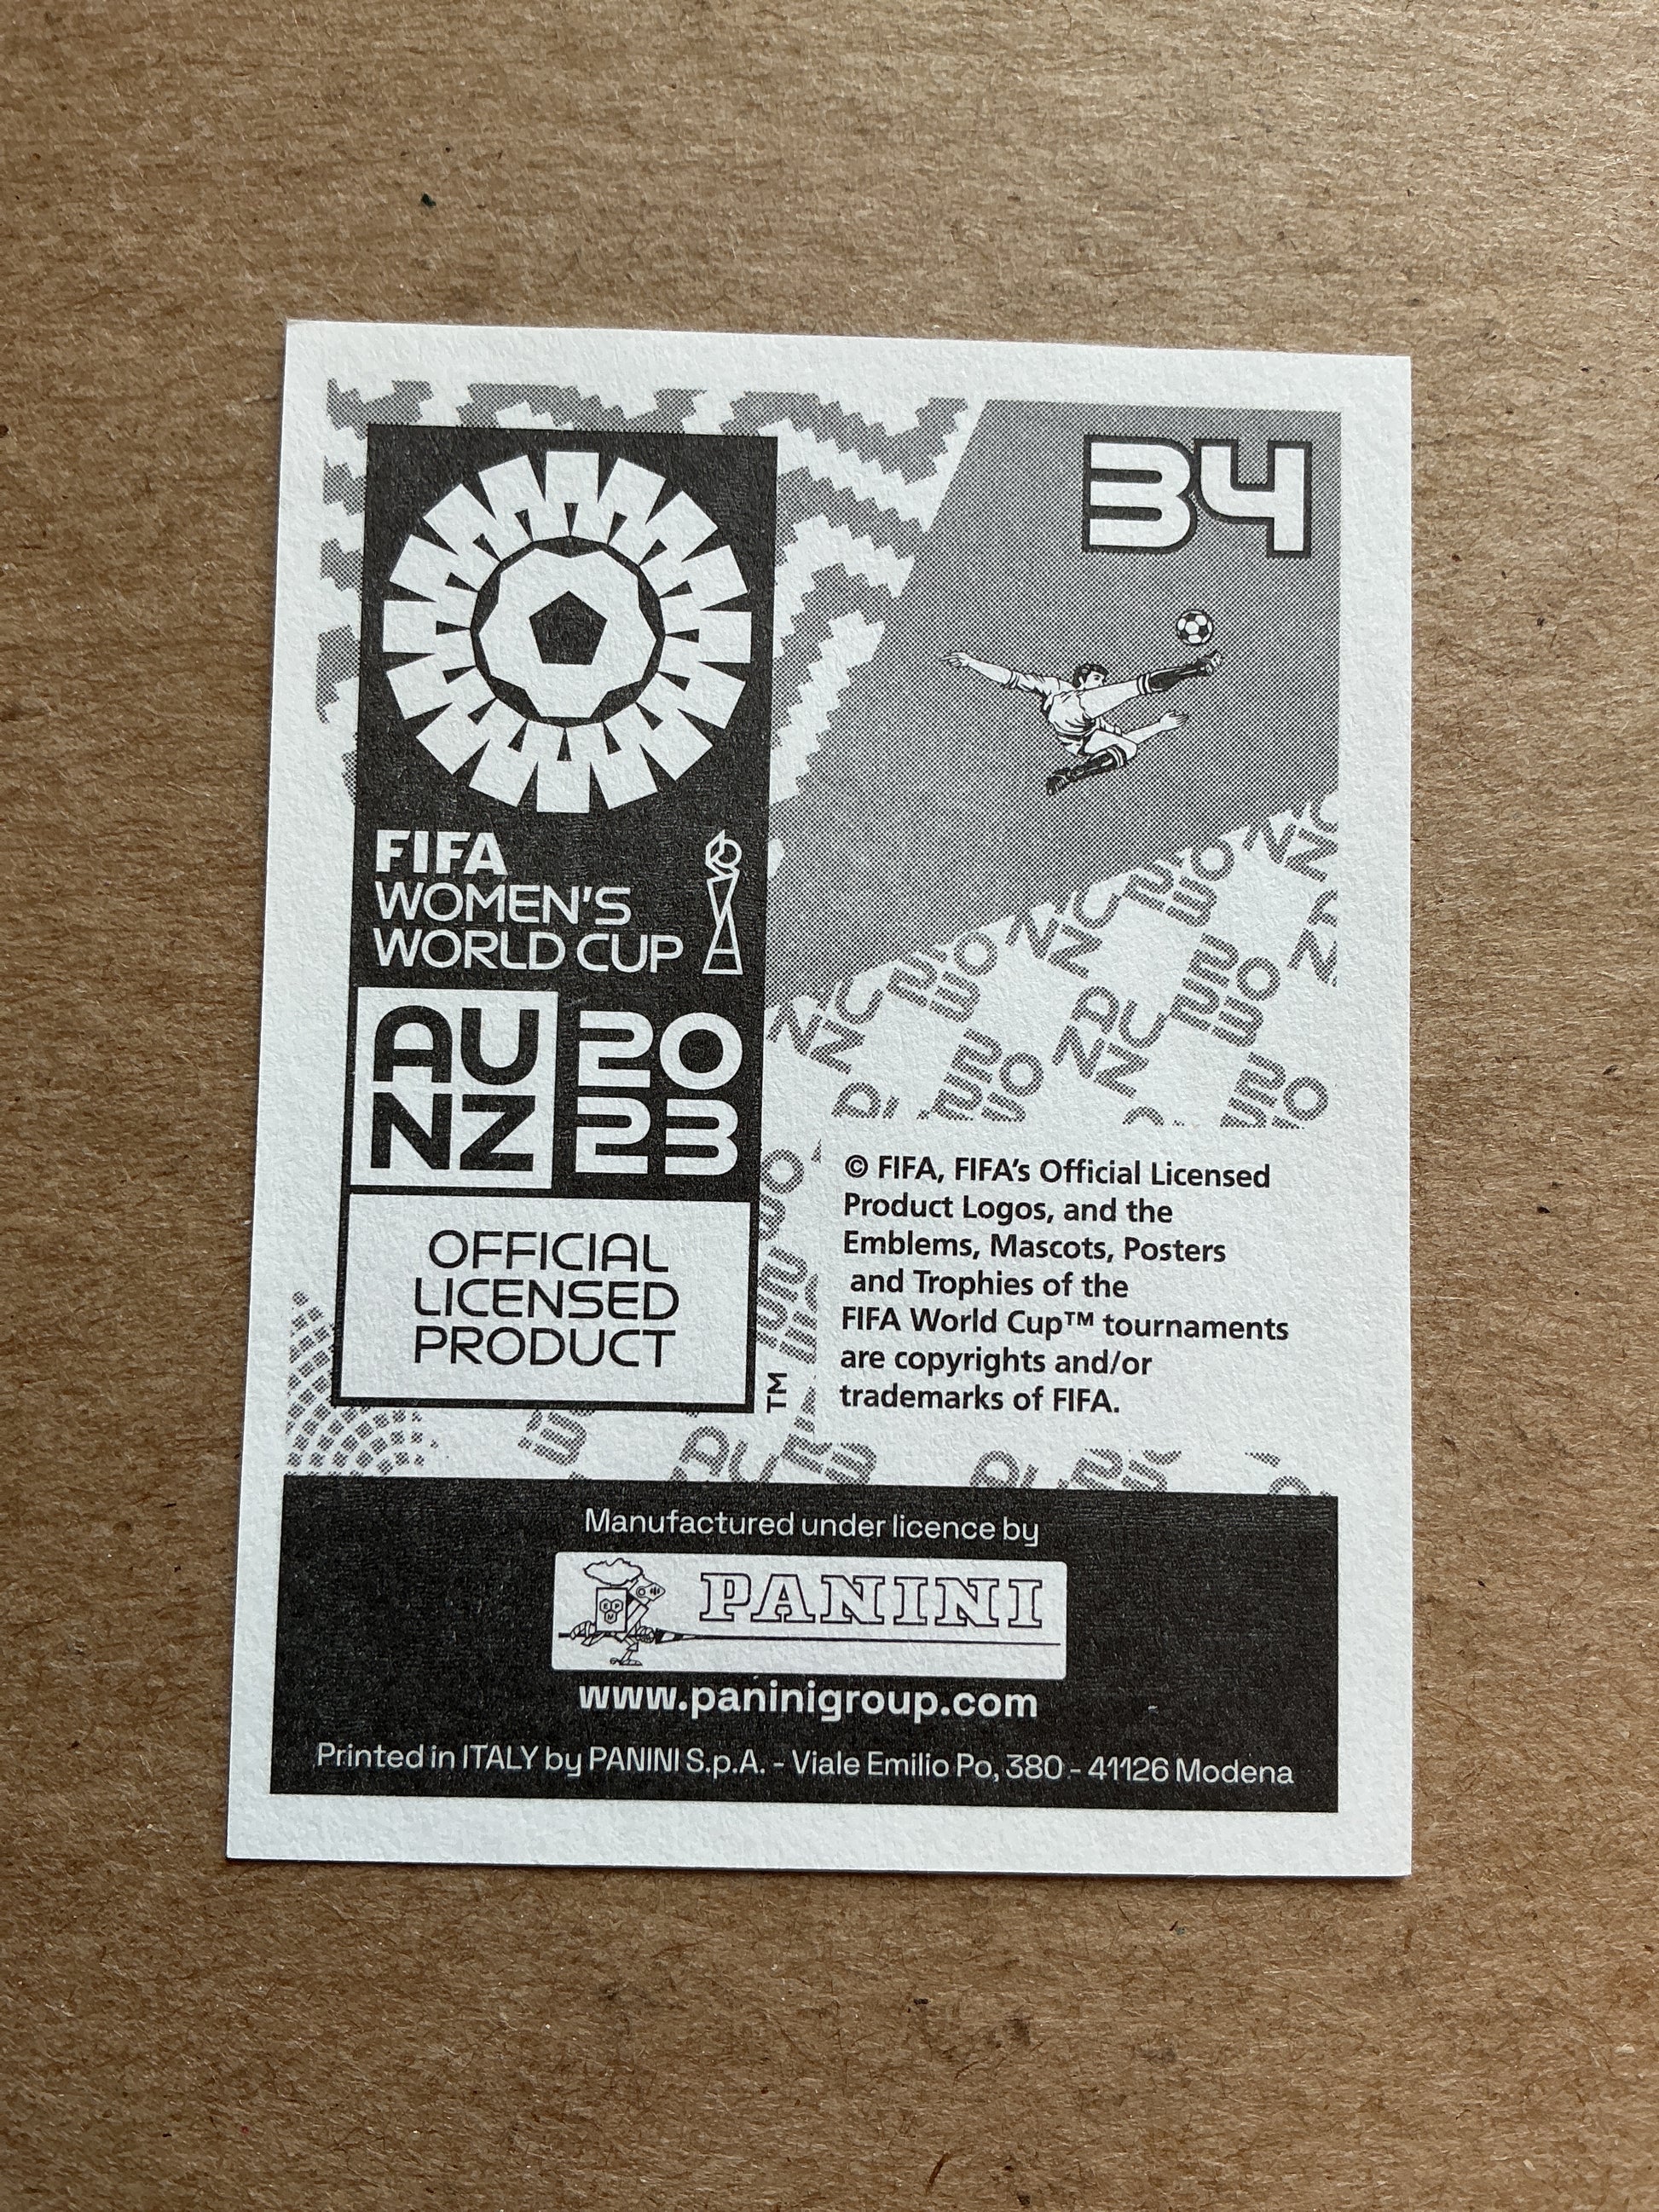 34
FIFA
WOMEN'S
WORLD CUP
AU
NZ
20
23
OFFICIAL
LICENSED
PRODUCT
TM
© FIFA, FIFA's Official Licensed
Product Logos, and the
Emblems, Mascots, Posters
and Trophies of the
FIFA World Cup™ tournaments
are copyrights and/or
trademarks of FIFA.
Manufactured under licence by
PANINI
www.paninigroup.com
Printed in ITALY by PANINI S.p.A. - Viale Emilio Po, 380 - 41126 Modena